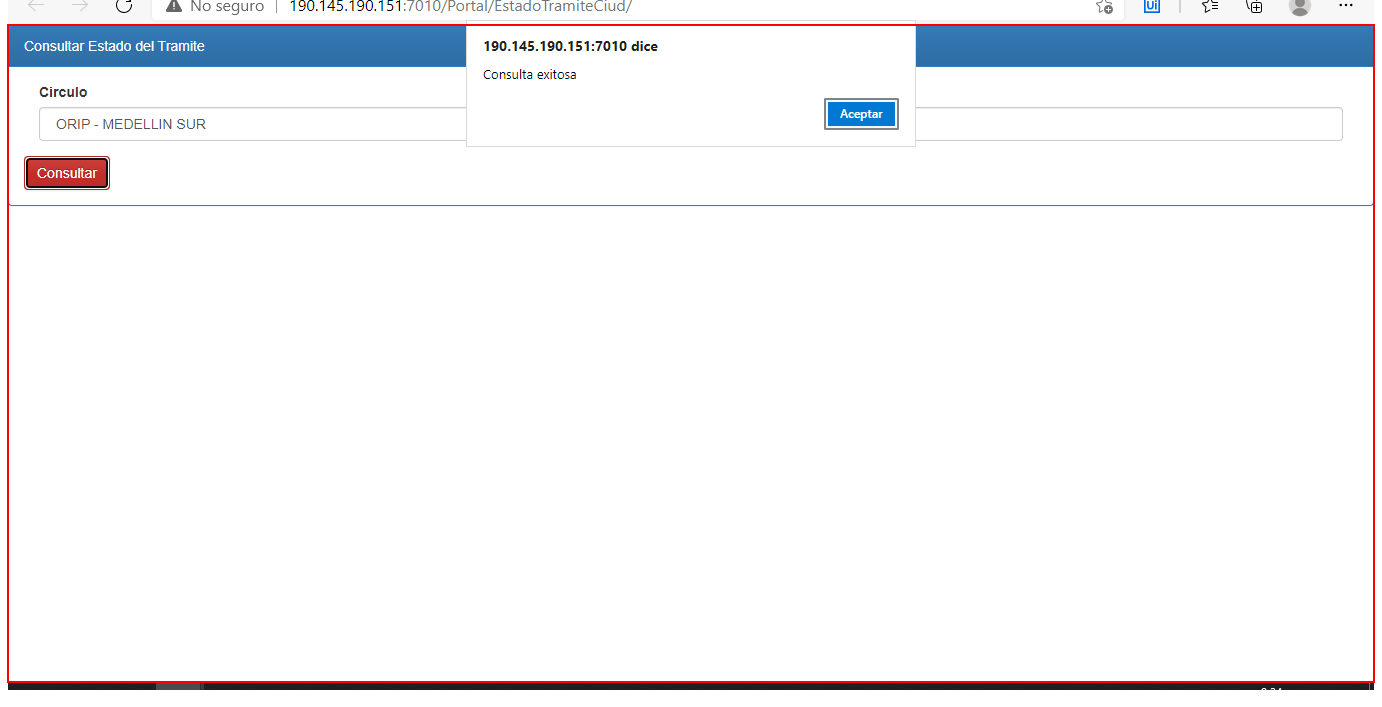 No seguro | 190.145.190.151:7010/Portal/EstadoTramiteCiud/
Ui
Consultar Estado del Tramite
190.145.190.151:7010 dice
Consulta exitosa
Aceptar
Circulo
ORIP - MEDELLIN SUR
Consultar